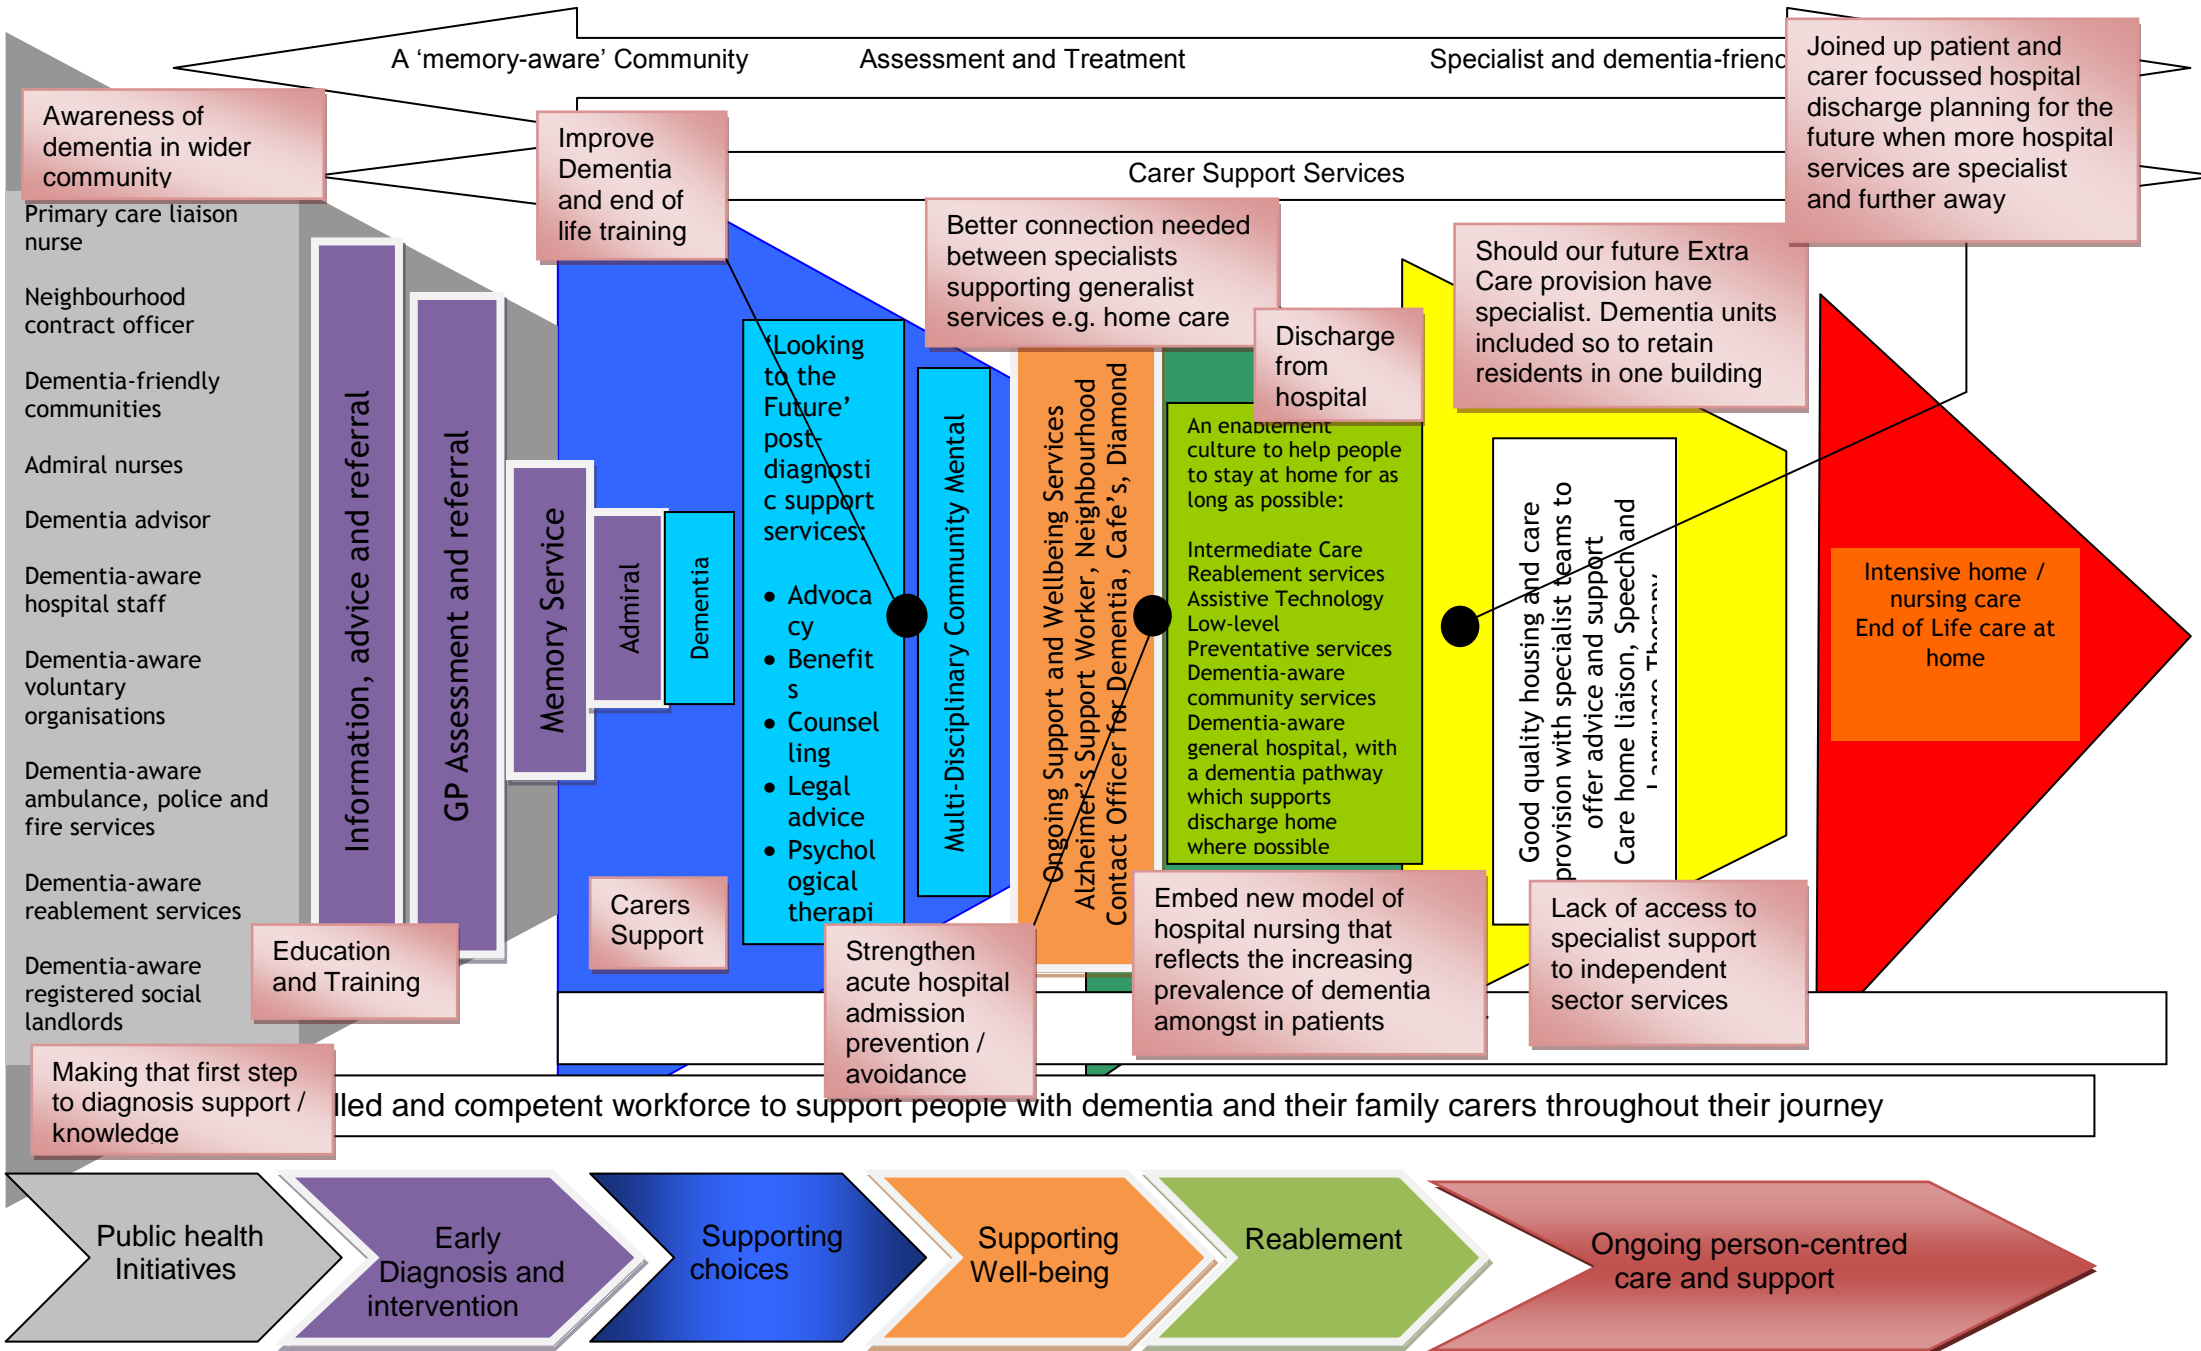 A ‘memory-aware’ Community
Assessment and Treatment
Specialist and dementia-friend
Carer Support Services
Awareness of
dementia in wider
community
Improve
Dementia
and end of
life training
Better connection needed
between specialists
supporting generalist
services e.g. home care
Discharge
from
hospital
Should our future Extra
Care provision have
specialist. Dementia units
included so to retain
residents in one building
Joined up patient and
carer focussed hospital
discharge planning for the
future when more hospital
services are specialist
and further away
Primary care liaison
nurse
Neighbourhood
contract officer
Dementia-friendly
communities
Admiral nurses
Dementia advisor
Dementia-aware
hospital staff
Dementia-aware
voluntary
organisations
Dementia-aware
ambulance, police and
fire services
Dementia-aware
reablement services
Dementia-aware
registered social
landlords
Information, advice and referral
GP Assessment and referral
Memory Service
Admiral
Dementia
‘Looking
to the
Future’
post-
diagnosti
c support
services:
• Advoca
cy
• Benefit
s
• Counsel
ling
• Legal
advice
• Psychol
ogical
therapi
Multi-Disciplinary Community Mental
Ongoing Support and Wellbeing Services
Alzheimer’s Support Worker, Neighbourhood
Contact Officer for Dementia, Cafe’s, Diamond
An enablement
culture to help people
to stay at home for as
long as possible:
Intermediate Care
Reablement services
Assistive Technology
Low-level
Preventative services
Dementia-aware
community services
Dementia-aware
general hospital, with
a dementia pathway
which supports
discharge home
where possible
Good quality housing and care
provision with specialist teams to
offer advice and support
Care home liaison, Speech and
Language Therapy
Intensive home /
nursing care
End of Life care at
home
Education
and Training
Carers
Support
Strengthen
acute hospital
admission
prevention /
avoidance
Embed new model of
hospital nursing that
reflects the increasing
prevalence of dementia
amongst in patients
Lack of access to
specialist support
to independent
sector services
Making that first step
to diagnosis support /
knowledge
lled and competent workforce to support people with dementia and their family carers throughout their journey
Public health
Initiatives
Early
Diagnosis and
intervention
Supporting
choices
Supporting
Well-being
Reablement
Ongoing person-centred
care and support